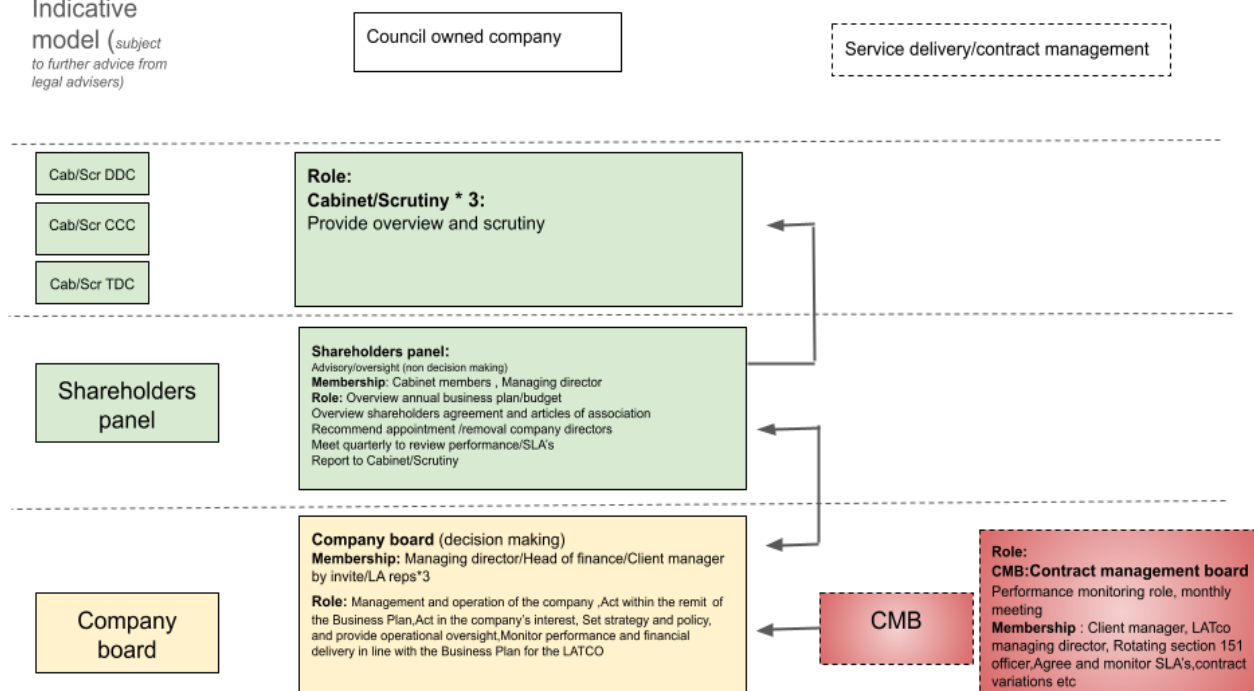 Indicative
model (subject
to further advice from
legal advisers)
Council owned company
Service delivery/contract management
Cab/Scr DDC
Cab/Scr CCC
Cab/Scr TDC
Role:
Cabinet/Scrutiny * 3:
Provide overview and scrutiny
Shareholders
panel
Shareholders panel:
Advisory/oversight (non decision making)
Membership: Cabinet members , Managing director
Role: Overview annual business plan/budget
Overview shareholders agreement and articles of association
Recommend appointment /removal company directors
Meet quarterly to review performance/SLA's
Report to Cabinet/Scrutiny
Company
board
Company board (decision making)
Membership: Managing director/Head of finance/Client manager
by invite/LA reps*3
Role: Management and operation of the company ,Act within the remit of
the Business Plan,Act in the company's interest, Set strategy and policy,
and provide operational oversight,Monitor performance and financial
delivery in line with the Business Plan for the LATCO
CMB
Role:
CMB:Contract management board
Performance monitoring role, monthly
meeting
Membership : Client manager, LATco
managing director, Rotating section 151
officer,Agree and monitor SLA's,contract
variations etc